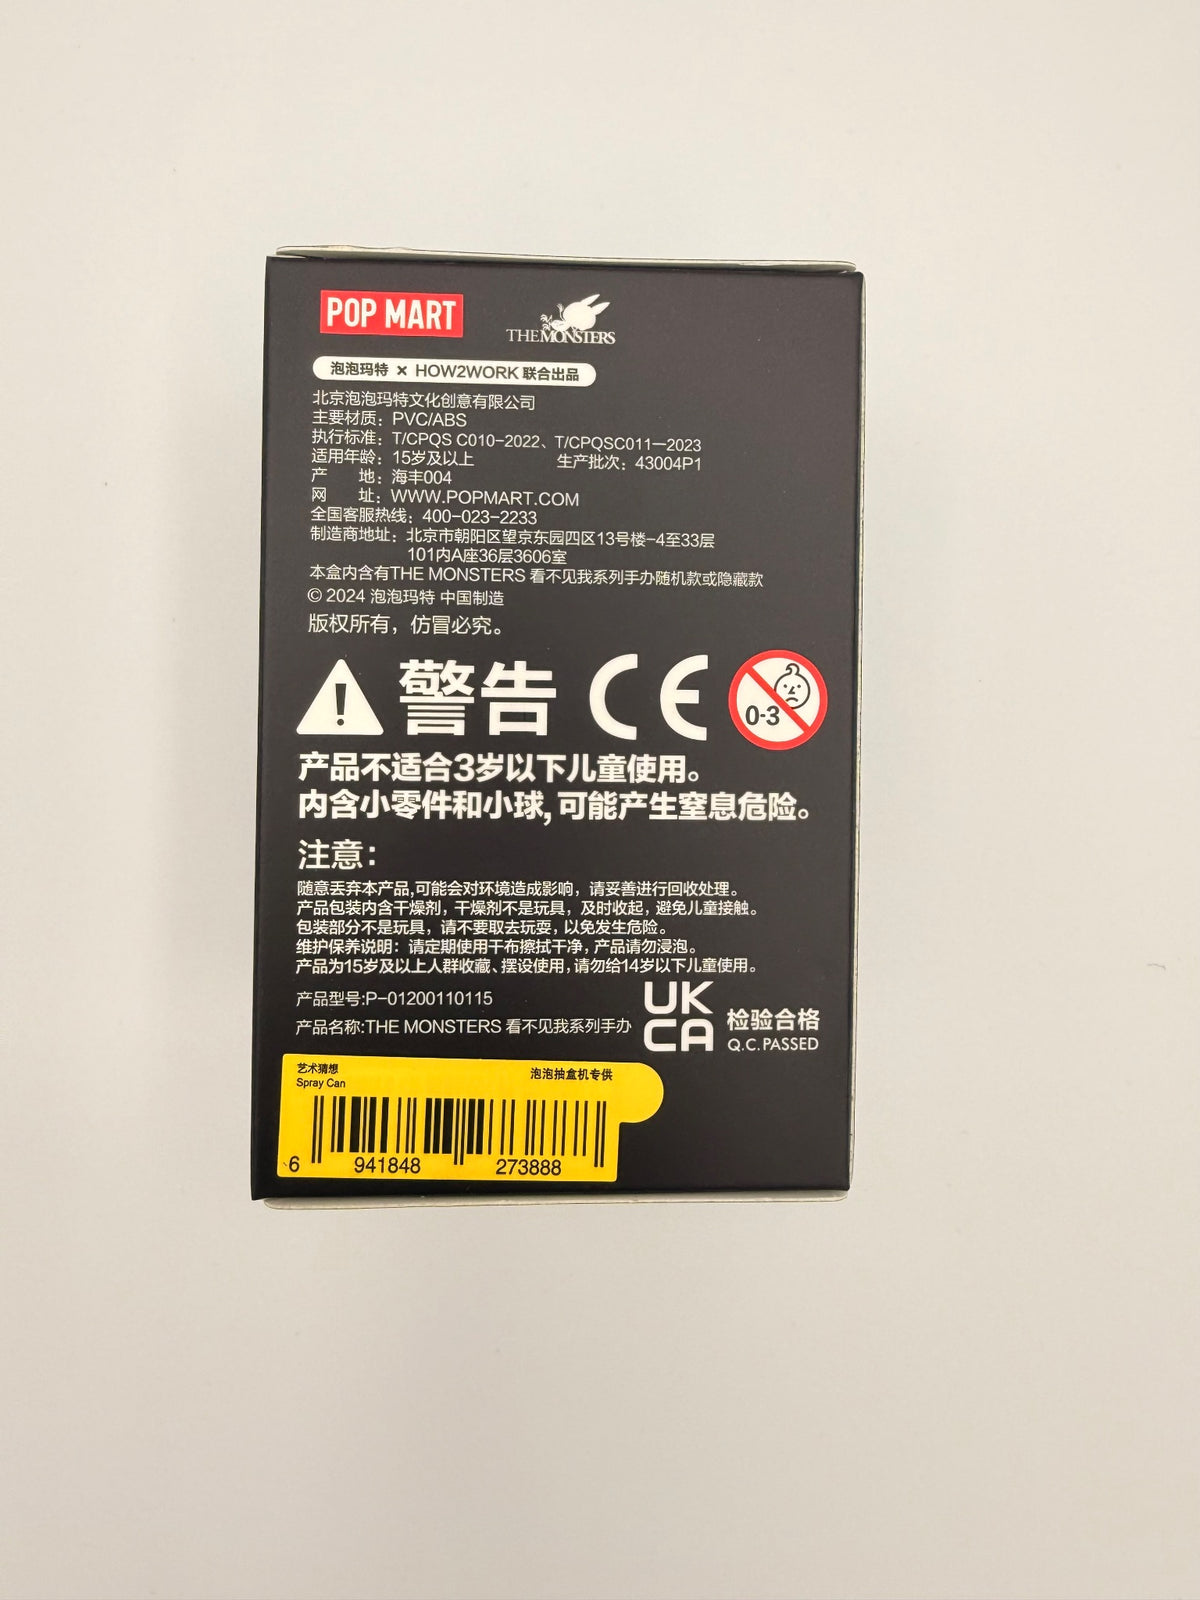 POP MART
THE MONSTERS
泡泡玛特 × HOW2WORK 联合出品
北京泡泡玛特文化创意有限公司
主要材质：PVC/ABS
执行标准：T/CPQS C010-2022、T/CPQSC011—2023
适用年龄：15岁及以上 生产批次：43004P1
产 地：海丰004
网 址：WWW.POPMART.COM
全国客服热线：400-023-2233
制造商地址：北京市朝阳区望京东园四区13号楼-4至33层
101内A座36层3606室
本盒内含有THE MONSTERS 看不见我系列手办随机款或隐藏款
© 2024 泡泡玛特 中国制造
版权所有，仿冒必究。
警告 CE 0-3
产品不适合3岁以下儿童使用。
内含小零件和小球，可能产生窒息危险。
注意：
随意丢弃本产品,可能会对环境造成影响，请妥善进行回收处理。
产品包装内含干燥剂，干燥剂不是玩具，及时收起，避免儿童接触。
包装部分不是玩具，请不要取去玩耍，以免发生危险。
维护保养说明：请定期使用干布擦拭干净，产品请勿浸泡。
产品为15岁及以上人群收藏、摆设使用，请勿给14岁以下儿童使用。
产品型号:P-01200110115
产品名称:THE MONSTERS 看不见我系列手办
UK
CA
检验合格
Q.C.PASSED
艺术猜想
Spray Can
泡泡抽盒机专供
6 941848 273888